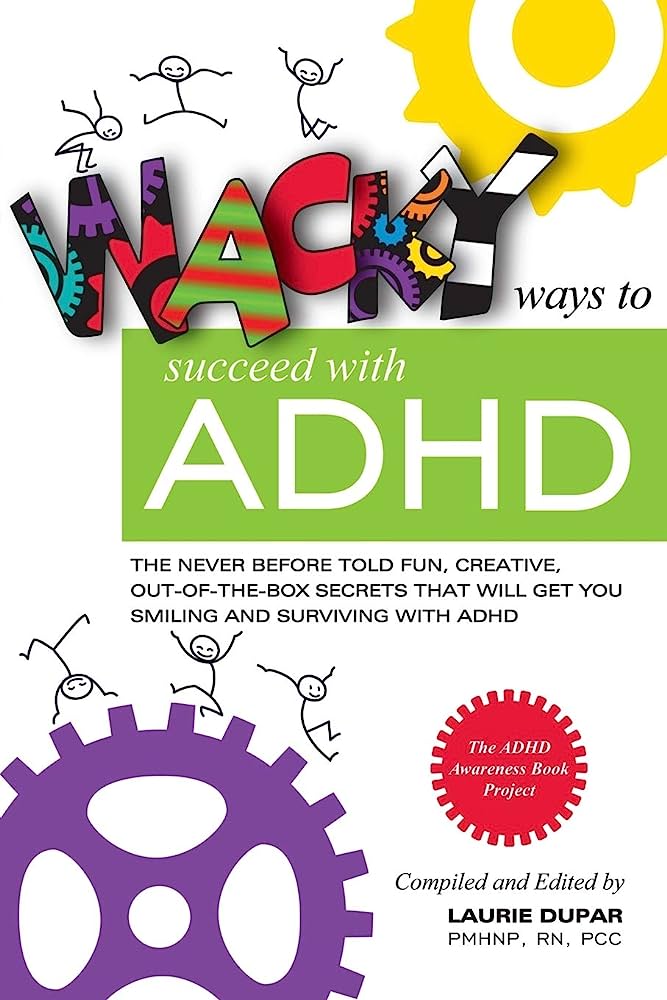 WACKY ways to
succeed with
ADHD
THE NEVER BEFORE TOLD FUN, CREATIVE,
OUT-OF-THE-BOX SECRETS THAT WILL GET YOU
SMILING AND SURVIVING WITH ADHD
The ADHD
Awareness Book
Project
Compiled and Edited by
LAURIE DUPAR
PMHNP, RN, PCC